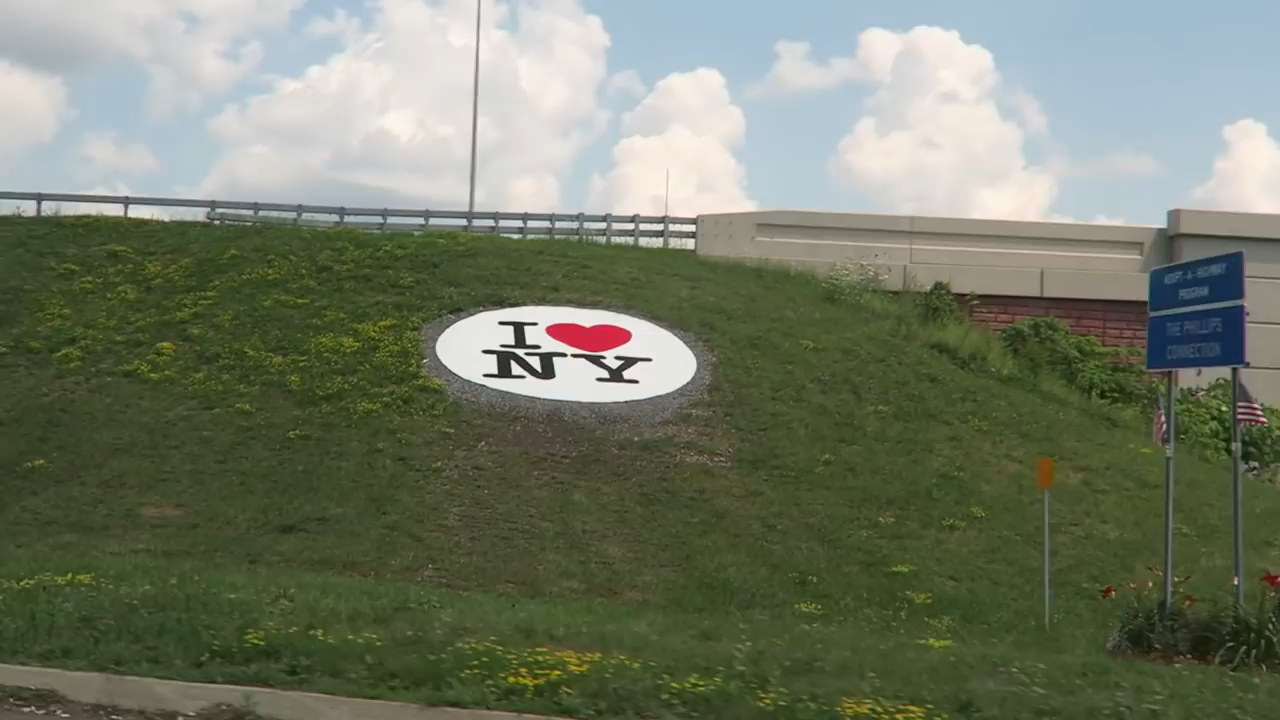 I
NY
ADOPT-A-HIGHWAY
PROGRAM
THE PHILLIPS
CONNECTION